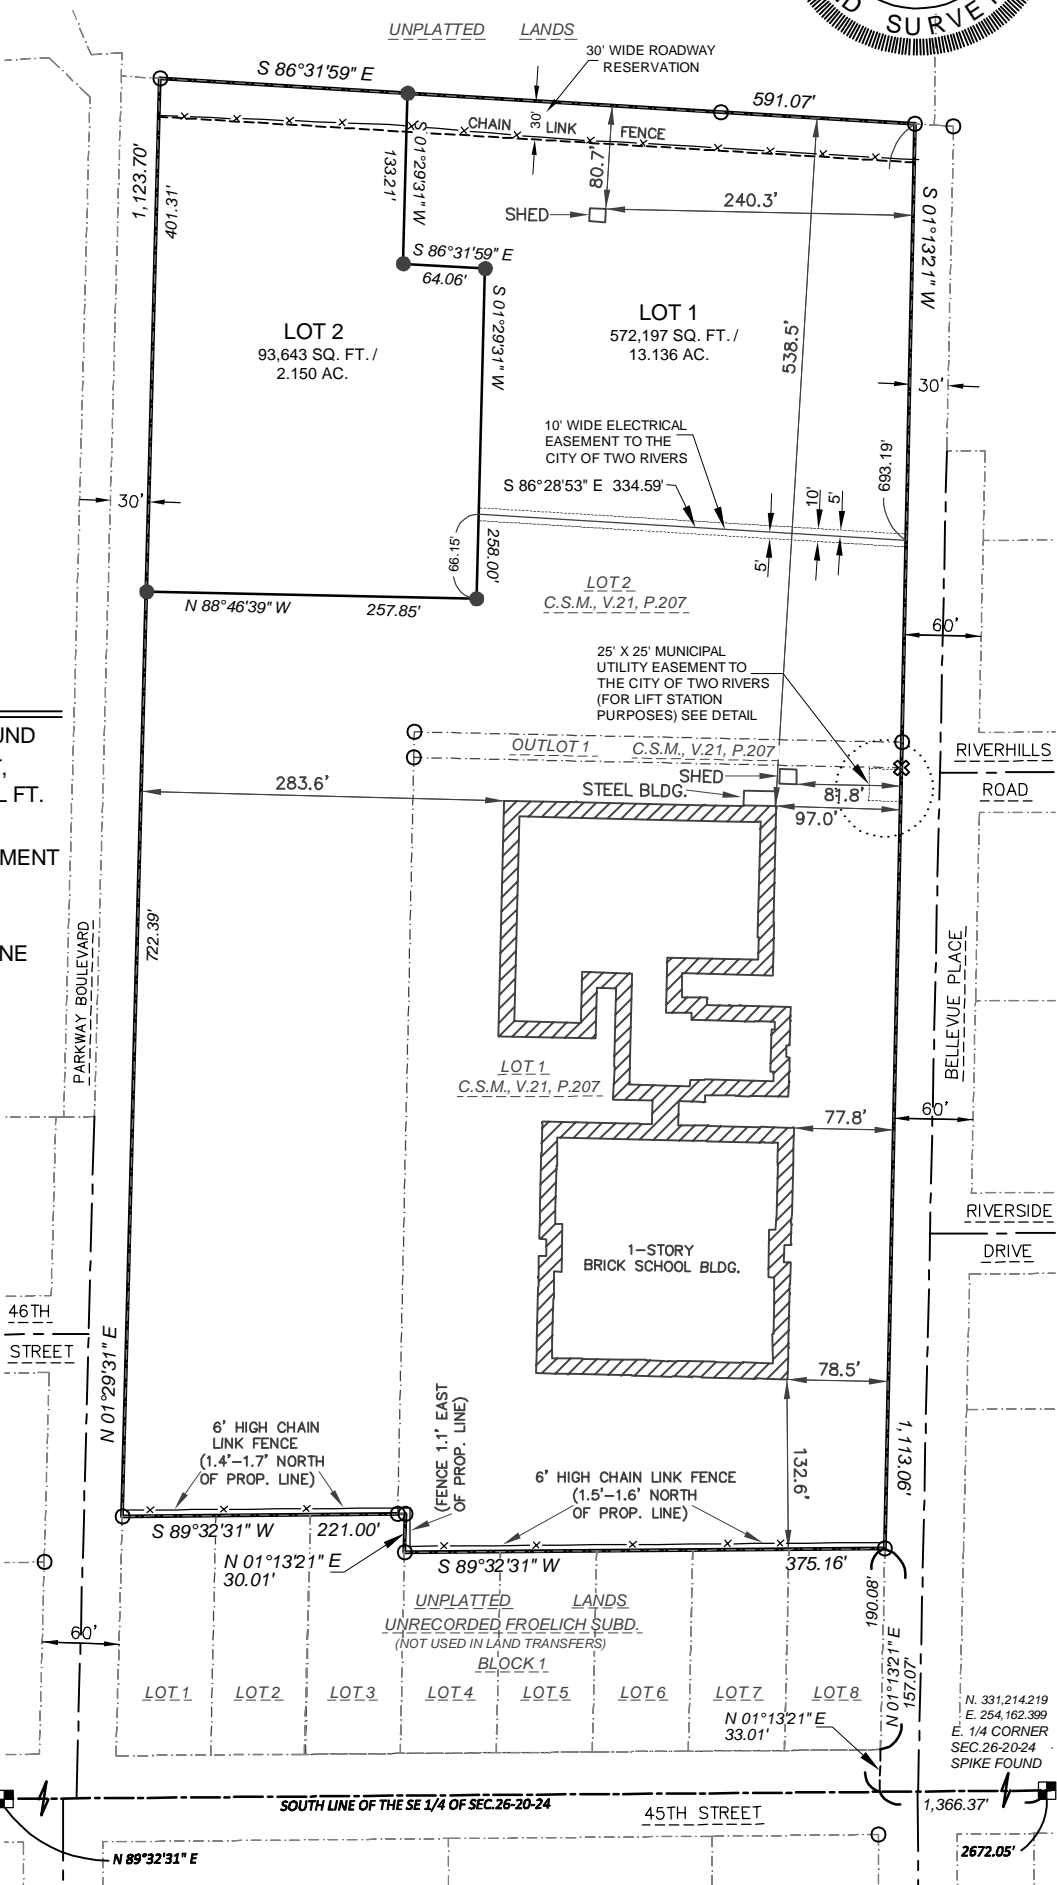 D SURVE
UNPLATTED LANDS
30' WIDE ROADWAY
RESERVATION
S 86°31'59" E
591.07'
CHAIN LINK FENCE
30'
1,123.70'
401.31'
133.21'
S 01°29'31" W
80.7'
SHED
240.3'
S 01°13'21" W
S 86°31'59" E
64.06'
S 01°29'31" W
LOT 2
93,643 SQ. FT. /
2.150 AC.
LOT 1
572,197 SQ. FT. /
13.136 AC.
538.5'
30'
10' WIDE ELECTRICAL
EASEMENT TO THE
CITY OF TWO RIVERS
S 86°28'53" E 334.59'
693.19'
30'
10'
5'
5'
66.15'
258.00'
LOT 2
C.S.M., V.21, P.207
N 88°46'39" W
257.85'
60'
25' X 25' MUNICIPAL
UTILITY EASEMENT TO
THE CITY OF TWO RIVERS
(FOR LIFT STATION
PURPOSES) SEE DETAIL
UND
,
L FT.
MENT
NE
OUTLOT 1 C.S.M., V.21, P.207
RIVERHILLS
ROAD
SHED
STEEL BLDG.
81.8'
97.0'
283.6'
722.39'
PARKWAY BOULEVARD
BELLEVUE PLACE
LOT 1
C.S.M., V.21, P.207
77.8'
60'
RIVERSIDE
DRIVE
1-STORY
BRICK SCHOOL BLDG.
46TH
STREET
N 01°29'31" E
78.5'
132.6'
1,113.06'
6' HIGH CHAIN
LINK FENCE
(1.4'-1.7' NORTH
OF PROP. LINE)
(FENCE 1.1' EAST
OF PROP. LINE)
6' HIGH CHAIN LINK FENCE
(1.5'-1.6' NORTH
OF PROP. LINE)
S 89°32'31" W
221.00'
N 01°13'21" E
30.01'
S 89°32'31" W
375.16'
190.08'
UNPLATTED LANDS
UNRECORDED FROELICH SUBD.
(NOT USED IN LAND TRANSFERS)
BLOCK 1
60'
N 01°13'21" E
157.07'
LOT 1 LOT 2 LOT 3 LOT 4 LOT 5 LOT 6 LOT 7 LOT 8
N 01°13'21" E
33.01'
N. 331,214.219
E. 254,162.399
E. 1/4 CORNER
SEC.26-20-24
SPIKE FOUND
SOUTH LINE OF THE SE 1/4 OF SEC.26-20-24
45TH STREET
1,366.37'
N 89°32'31" E
2672.05'